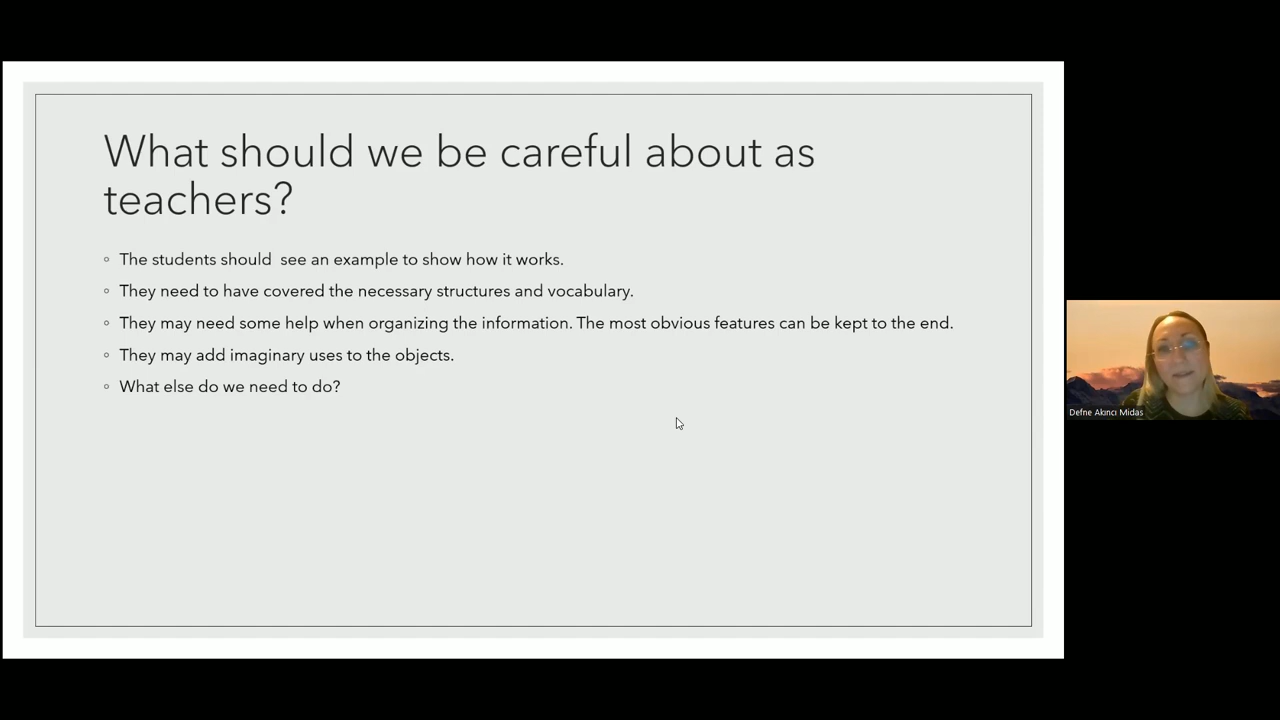 What should we be careful about as
teachers?
◦ The students should  see an example to show how it works.
◦ They need to have covered the necessary structures and vocabulary.
◦ They may need some help when organizing the information. The most obvious features can be kept to the end.
◦ They may add imaginary uses to the objects.
◦ What else do we need to do?
Defne Akıncı Midas